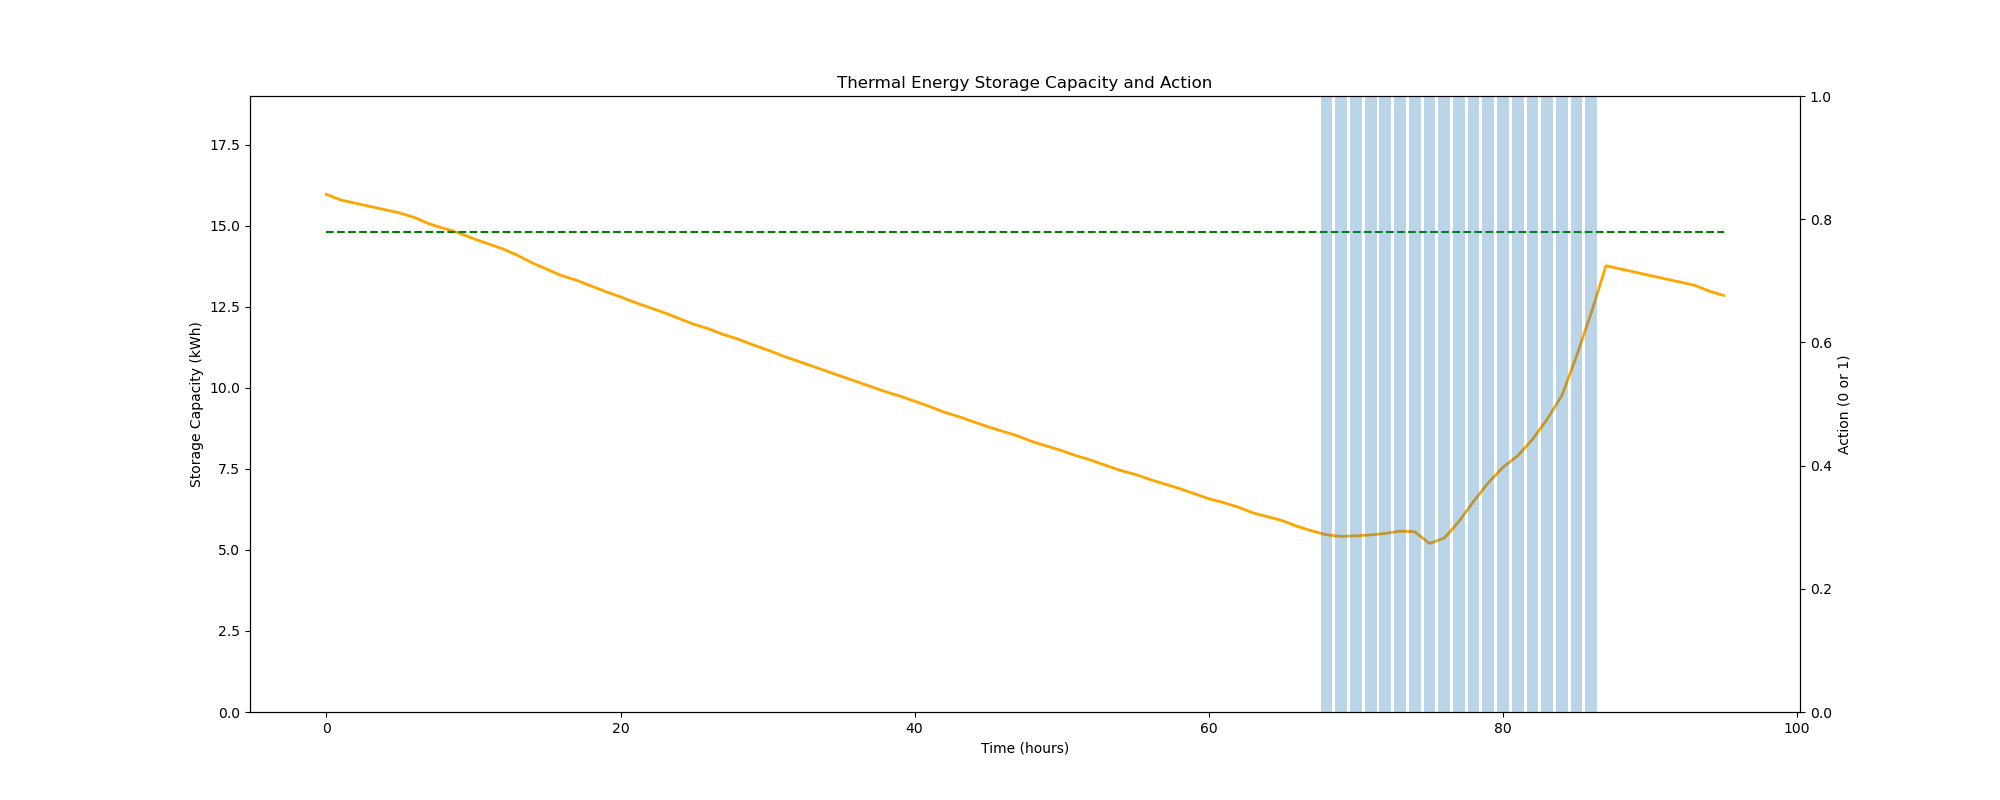 Thermal Energy Storage Capacity and Action
17.5
15.0
12.5
10.0
7.5
5.0
2.5
0.0
Storage Capacity (kWh)
1.0
0.8
0.6
0.4
0.2
0.0
Action (0 or 1)
0 20 40 60 80 100
Time (hours)